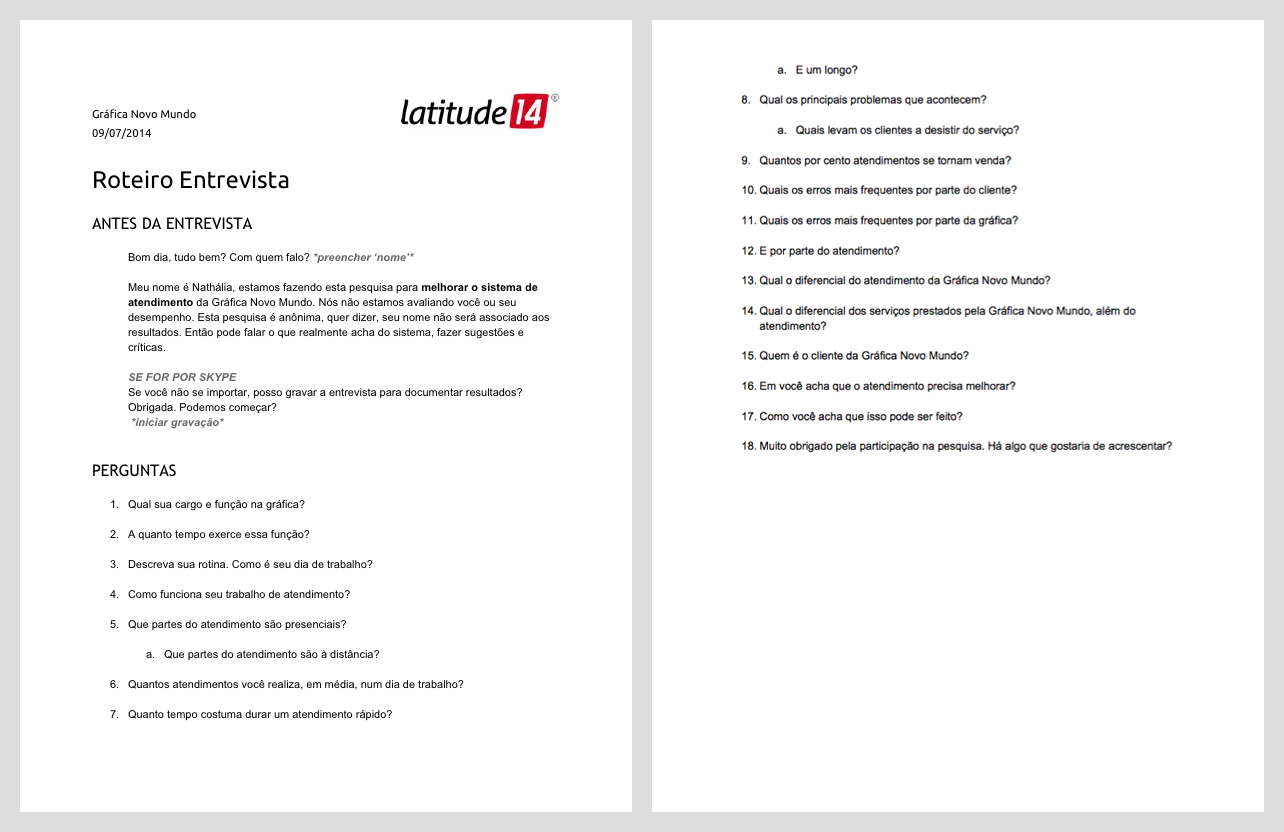 Gráfica Novo Mundo
09/07/2014
latitude14®
Roteiro Entrevista
ANTES DA ENTREVISTA
Bom dia, tudo bem? Com quem falo? *preencher ‘nome’*
Meu nome é Nathália, estamos fazendo esta pesquisa para melhorar o sistema de
atendimento da Gráfica Novo Mundo. Nós não estamos avaliando você ou seu
desempenho. Esta pesquisa é anônima, quer dizer, seu nome não será associado aos
resultados. Então pode falar o que realmente acha do sistema, fazer sugestões e
críticas.
SE FOR POR SKYPE
Se você não se importar, posso gravar a entrevista para documentar resultados?
Obrigada. Podemos começar?
*iniciar gravação*
PERGUNTAS
1. Qual sua cargo e função na gráfica?
2. A quanto tempo exerce essa função?
3. Descreva sua rotina. Como é seu dia de trabalho?
4. Como funciona seu trabalho de atendimento?
5. Que partes do atendimento são presenciais?
a. Que partes do atendimento são à distância?
6. Quantos atendimentos você realiza, em média, num dia de trabalho?
7. Quanto tempo costuma durar um atendimento rápido?
a. E um longo?
8. Qual os principais problemas que acontecem?
a. Quais levam os clientes a desistir do serviço?
9. Quantos por cento atendimentos se tornam venda?
10. Quais os erros mais frequentes por parte do cliente?
11. Quais os erros mais frequentes por parte da gráfica?
12. E por parte do atendimento?
13. Qual o diferencial do atendimento da Gráfica Novo Mundo?
14. Qual o diferencial dos serviços prestados pela Gráfica Novo Mundo, além do
atendimento?
15. Quem é o cliente da Gráfica Novo Mundo?
16. Em você acha que o atendimento precisa melhorar?
17. Como você acha que isso pode ser feito?
18. Muito obrigado pela participação na pesquisa. Há algo que gostaria de acrescentar?